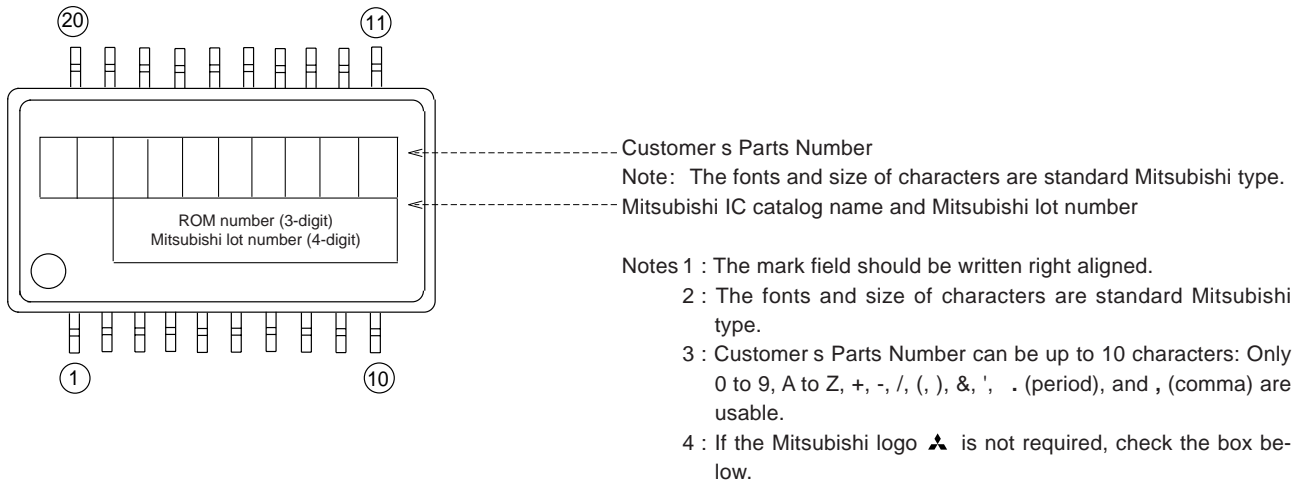 20 11
Customer s Parts Number
Note: The fonts and size of characters are standard Mitsubishi type.
Mitsubishi IC catalog name and Mitsubishi lot number
ROM number (3-digit)
Mitsubishi lot number (4-digit)
Notes 1 : The mark field should be written right aligned.
2 : The fonts and size of characters are standard Mitsubishi
type.
3 : Customer s Parts Number can be up to 10 characters: Only
0 to 9, A to Z, +, -, /, (, ), &, ', . (period), and , (comma) are
usable.
4 : If the Mitsubishi logo is not required, check the box be-
low.
1 10